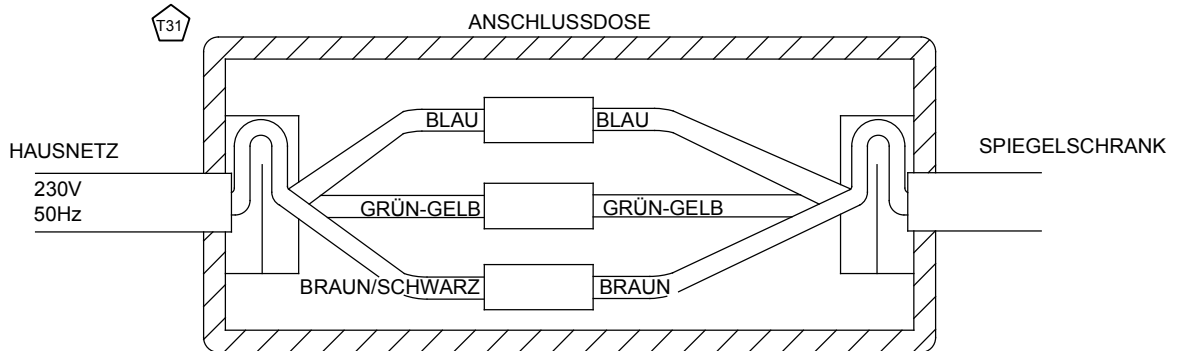 T31
ANSCHLUSSDOSE
BLAU
BLAU
HAUSNETZ
SPIEGELSCHRANK
230V
50Hz
GRÜN-GELB
GRÜN-GELB
BRAUN/SCHWARZ
BRAUN